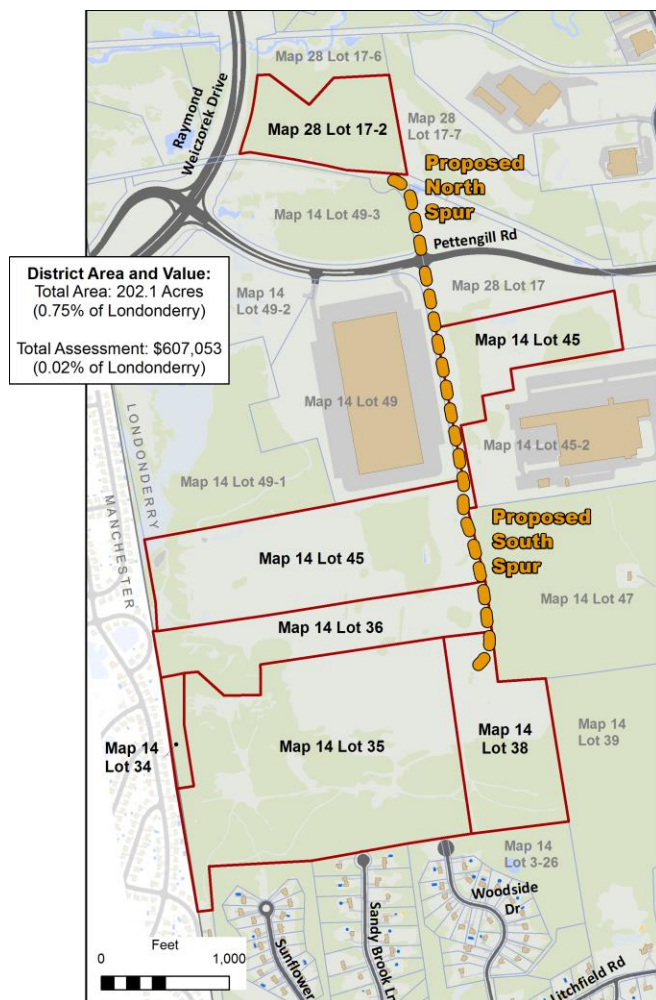 Map 28 Lot 17-6
Raymond
Weiczorek Drive
Map 28 Lot 17-2
Map 28
Lot 17-7
Proposed
North
Spur
Map 14 Lot 49-3
Pettengill Rd
District Area and Value:
Total Area: 202.1 Acres
(0.75% of Londonderry)
Total Assessment: $607,053
(0.02% of Londonderry)
Map 14
Lot 49-2
Map 28 Lot 17
Map 14 Lot 45
Map 14 Lot 49
LONDONDERRY
MANCHESTER
Map 14 Lot 45-2
Map 14 Lot 49-1
Proposed
South
Spur
Map 14 Lot 45
Map 14 Lot 47
Map 14 Lot 36
Map 14
Lot 34
Map 14 Lot 35
Map 14
Lot 38
Map 14
Lot 39
Map 14
Lot 3-26
Woodside
Dr
Sandy Brook Ln
Sunflower
Litchfield Rd
Feet
0 1,000